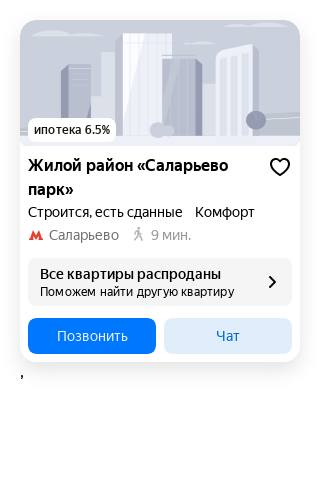 ипотека 6.5%
Жилой район «Саларьево
парк»
Строится, есть сданные Комфорт
Саларьево 9 мин.
Все квартиры распроданы
Поможем найти другую квартиру
Позвонить Чат
,